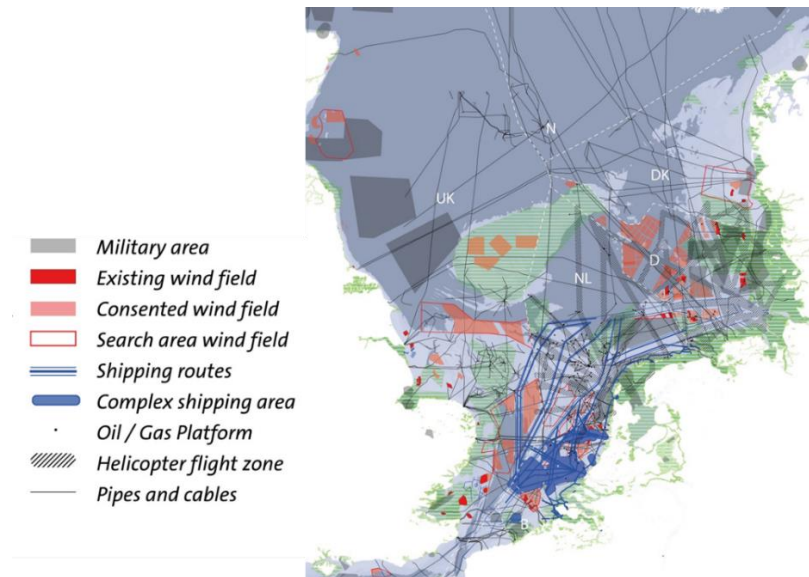 Military area
Existing wind field
Consented wind field
Search area wind field
Shipping routes
Complex shipping area
Oil / Gas Platform
Helicopter flight zone
Pipes and cables
N
DK
UK
D
NL
B